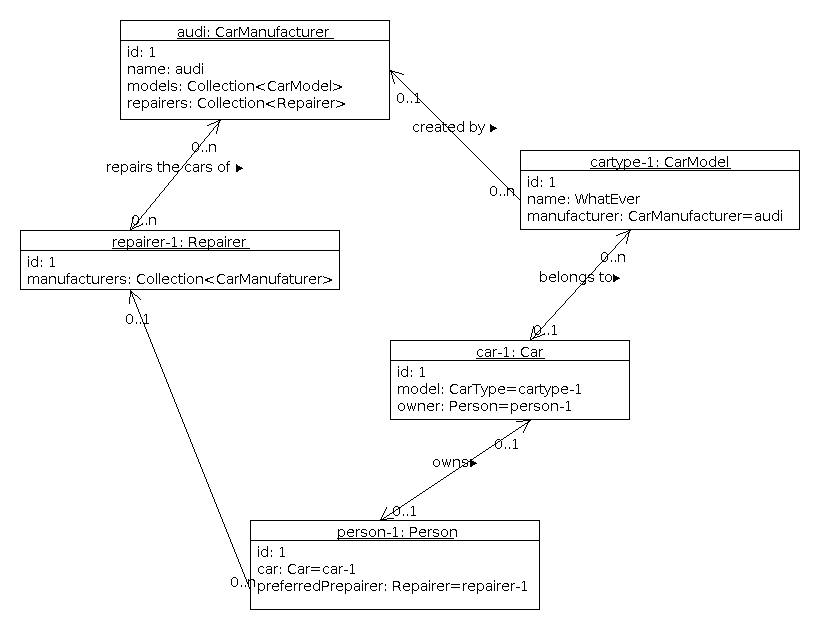 audi: CarManufacturer
id: 1
name: audi
models: Collection<CarModel>
repairers: Collection<Repairer>
0..1
created by ▶
0..n
repairs the cars of ▶
cartype-1: CarModel
id: 1
name: WhatEver
manufacturer: CarManufacturer=audi
0..n
0..n
repairer-1: Repairer
id: 1
manufacturers: Collection<CarManufaturer>
0..n
belongs to▶
0..1
0..1
car-1: Car
id: 1
model: CarType=cartype-1
owner: Person=person-1
0..1
owns▶
0..1
person-1: Person
id: 1
car: Car=car-1
preferredPrepairer: Repairer=repairer-1
0..n